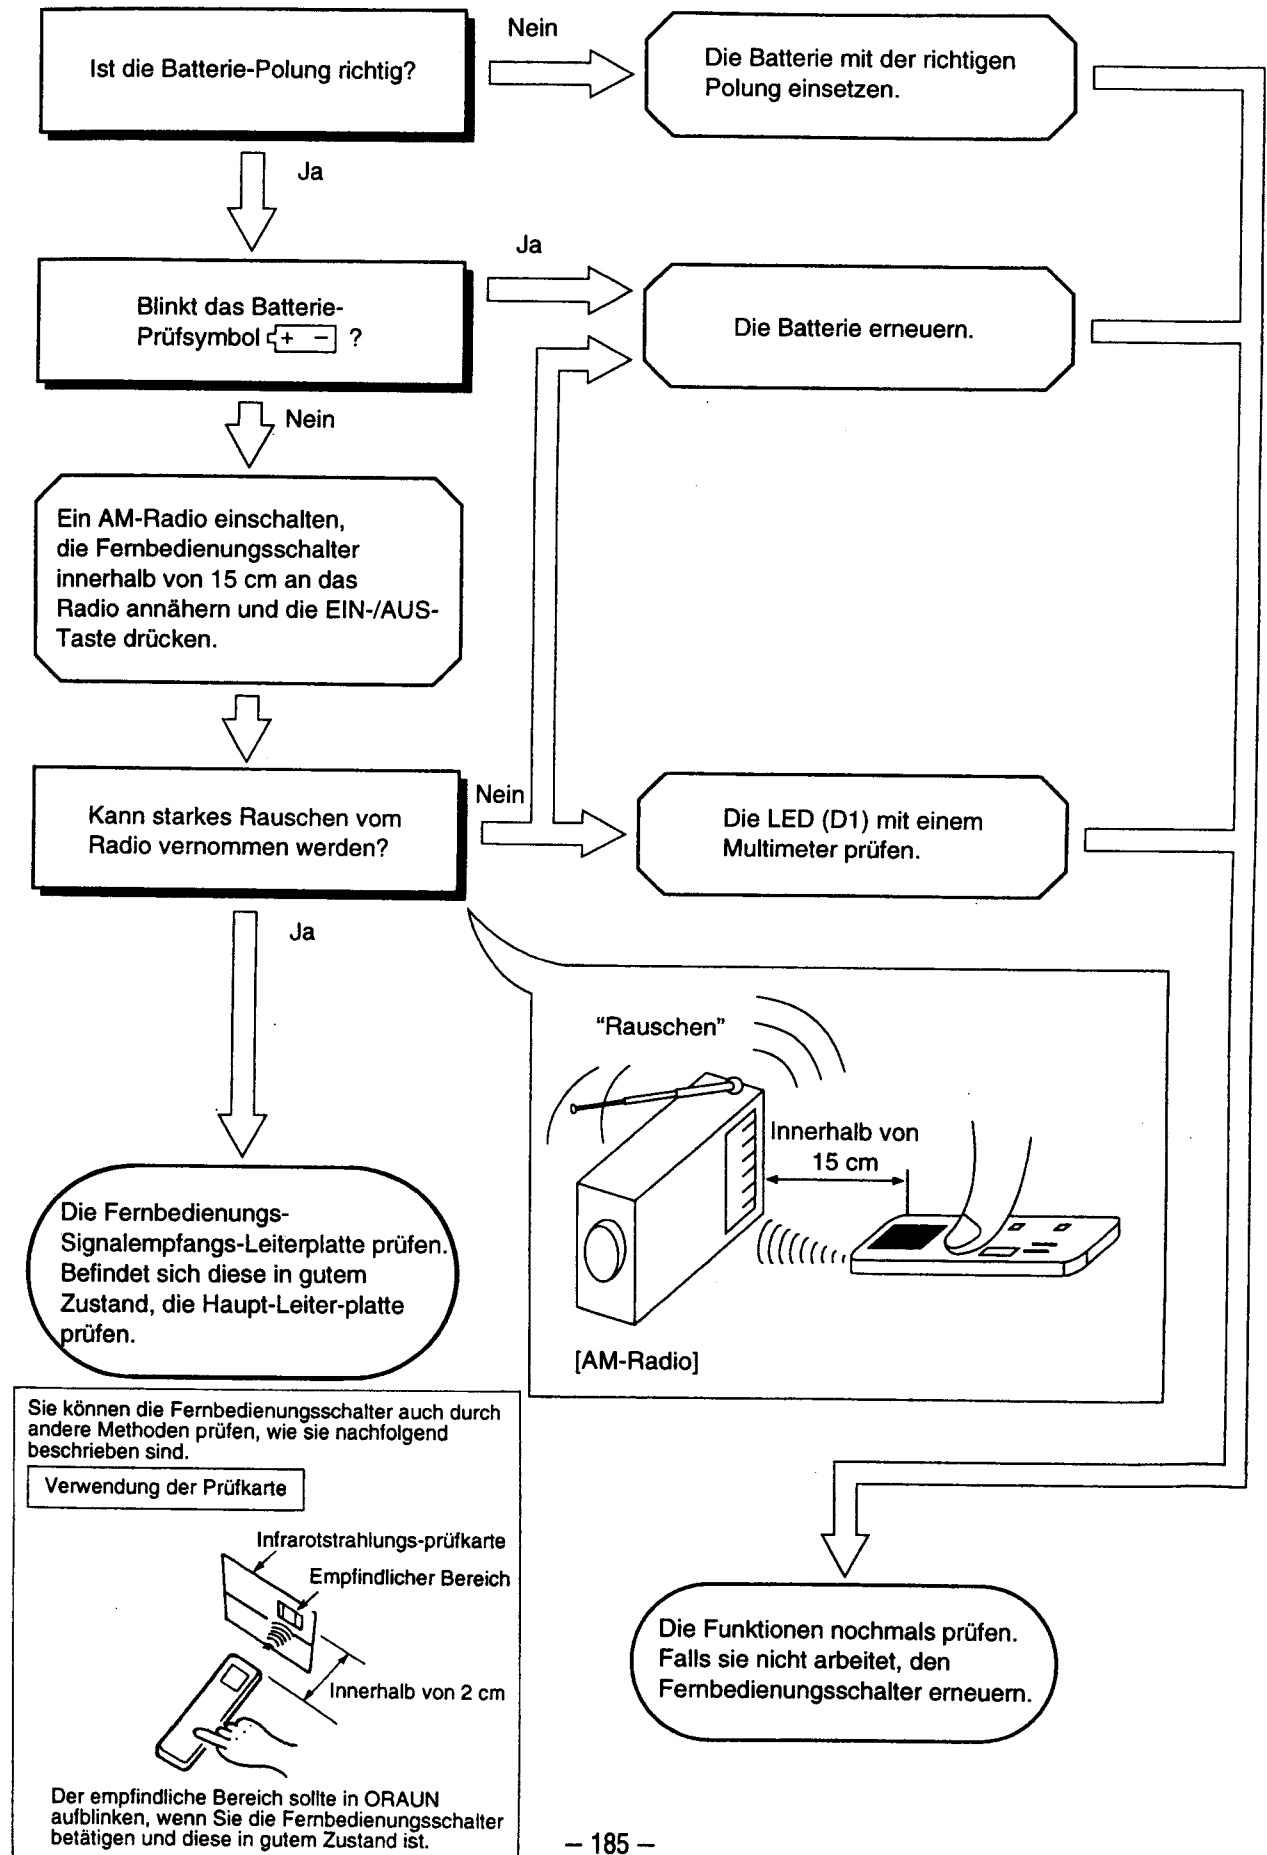 Ist die Batterie-Polung richtig?
Nein
Die Batterie mit der richtigen
Polung einsetzen.
Ja
Blinkt das Batterie-
Prüfsymbol + − ?
Ja
Die Batterie erneuern.
Nein
Ein AM-Radio einschalten,
die Fernbedienungsschalter
innerhalb von 15 cm an das
Radio annähern und die EIN-/AUS-
Taste drücken.
Kann starkes Rauschen vom
Radio vernommen werden?
Nein
Die LED (D1) mit einem
Multimeter prüfen.
Ja
“Rauschen”
Innerhalb von
15 cm
[AM-Radio]
Die Fernbedienungs-
Signalempfangs-Leiterplatte prüfen.
Befindet sich diese in gutem
Zustand, die Haupt-Leiter-platte
prüfen.
Sie können die Fernbedienungsschalter auch durch
andere Methoden prüfen, wie sie nachfolgend
beschrieben sind.
Verwendung der Prüfkarte
Infrarotstrahlungs-prüfkarte
Empfindlicher Bereich
Innerhalb von 2 cm
Der empfindliche Bereich sollte in ORAUN
aufblinken, wenn Sie die Fernbedienungsschalter
betätigen und diese in gutem Zustand ist.
Die Funktionen nochmals prüfen.
Falls sie nicht arbeitet, den
Fernbedienungsschalter erneuern.
– 185 –